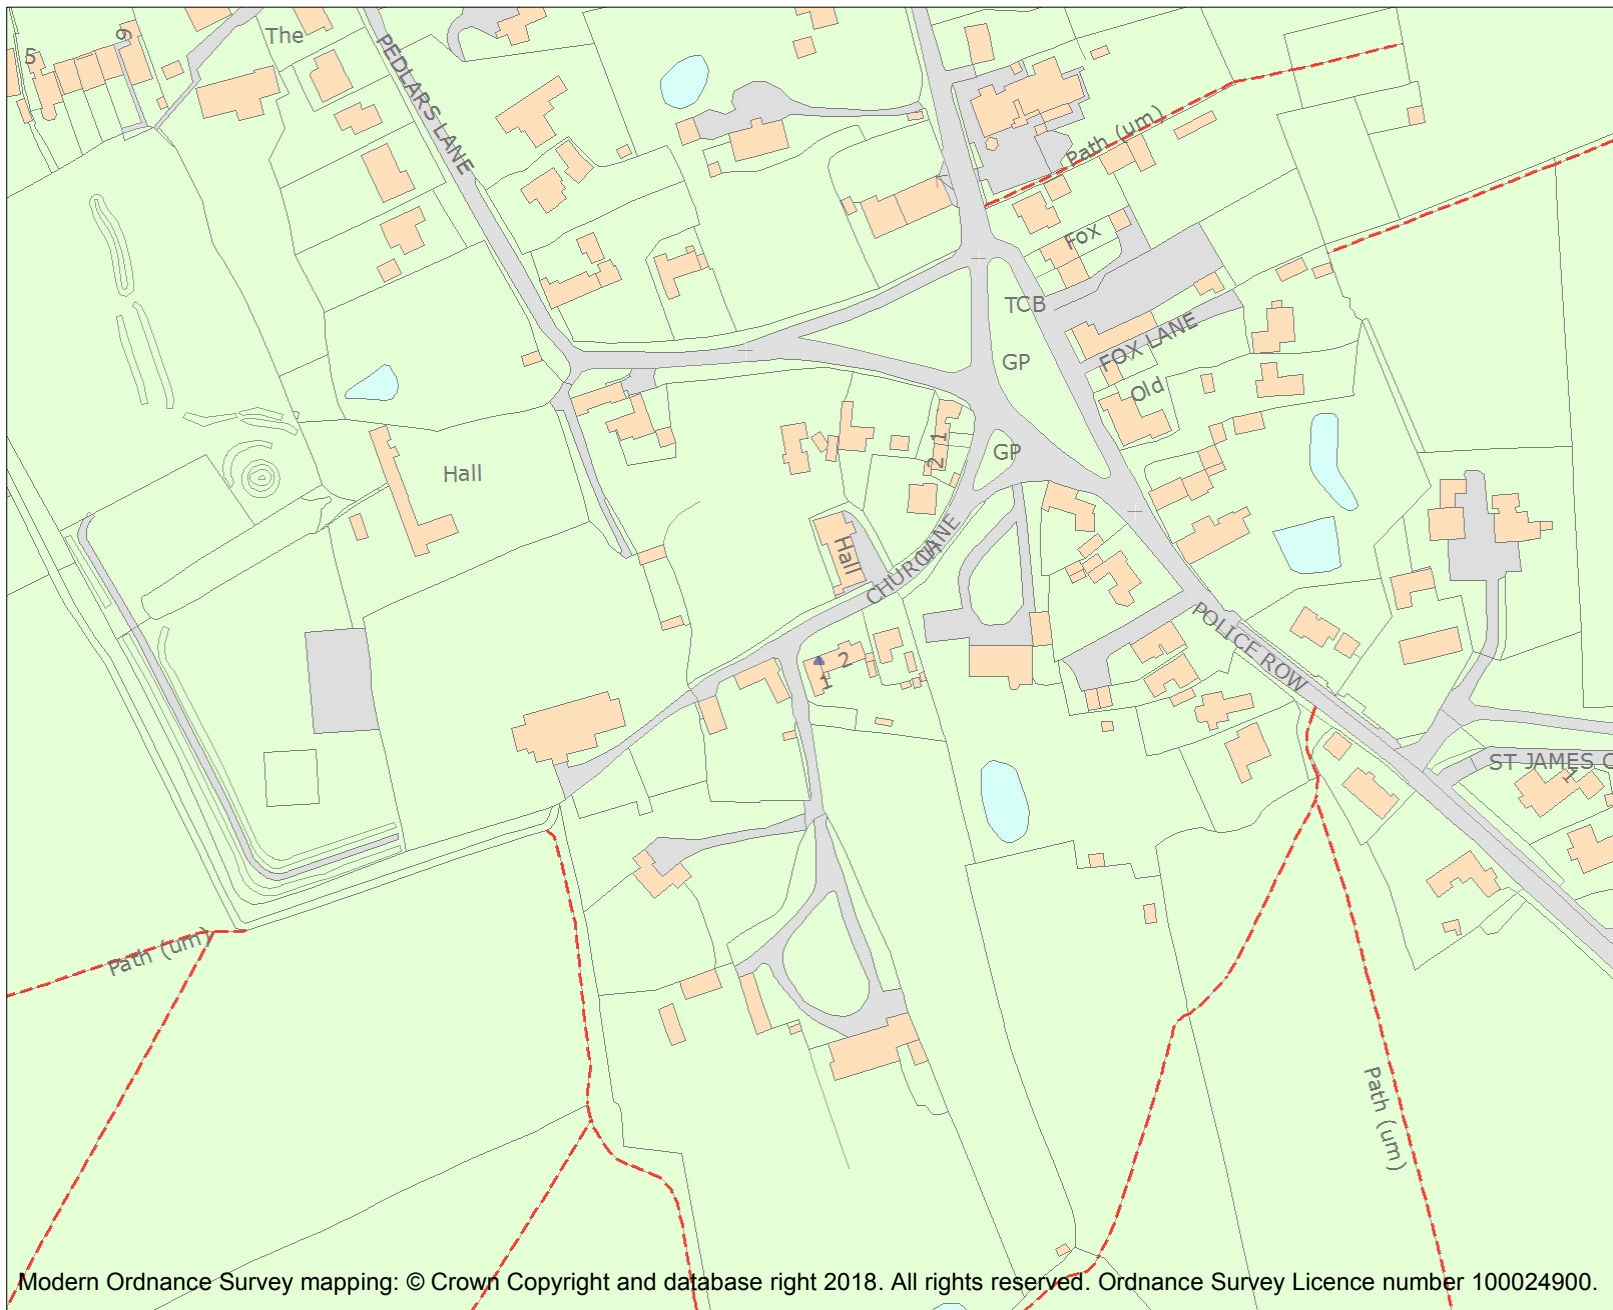 The
5
6
PEDLARS LANE
Path (um)
Fox
TCB
FOX LANE
GP
Old
1
2
GP
Hall
Hall
CHURCH LANE
POLICE ROW
2
1
ST JAMES C
1
Path (um)
Path (um)
Modern Ordnance Survey mapping: © Crown Copyright and database right 2018. All rights reserved. Ordnance Survey Licence number 100024900.